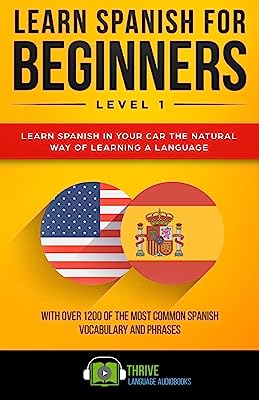 LEARN SPANISH FOR
BEGINNERS
LEVEL 1
LEARN SPANISH IN YOUR CAR THE NATURAL
WAY OF LEARNING A LANGUAGE
WITH OVER 1200 OF THE MOST COMMON SPANISH
VOCABULARY AND PHRASES
THRIVE
LANGUAGE AUDIOBOOKS